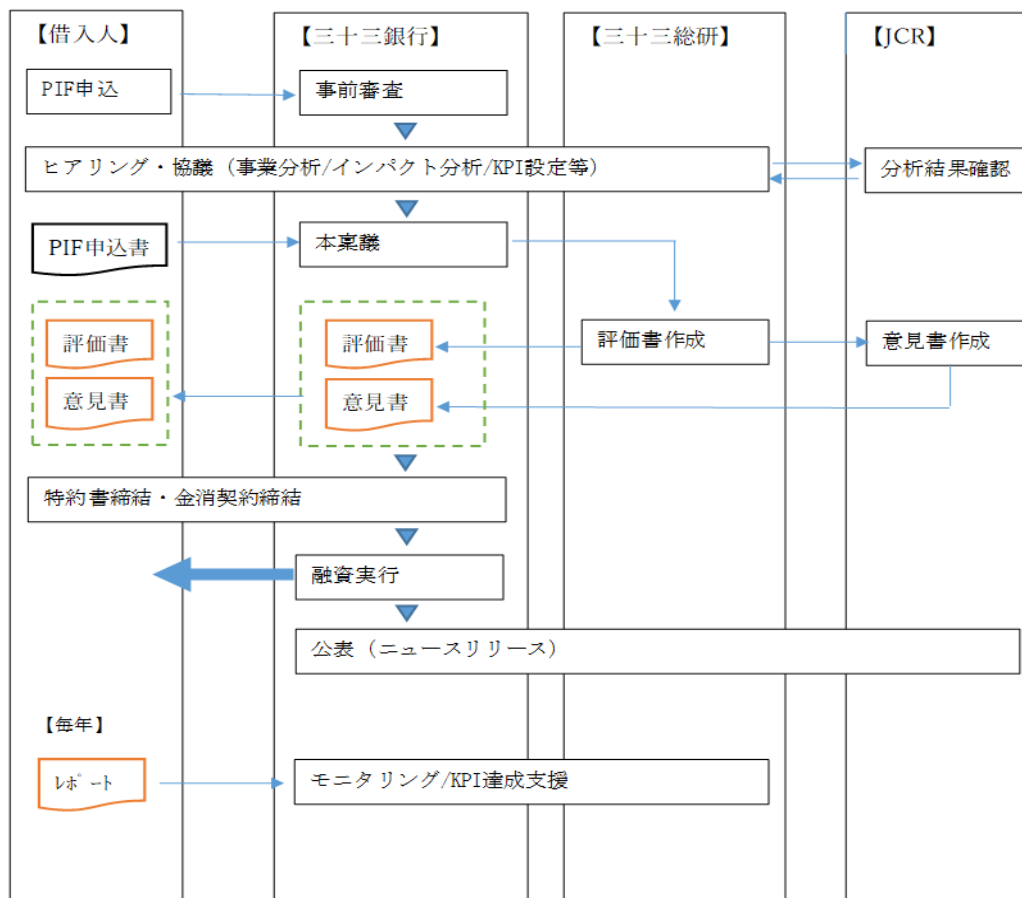 【借入人】
【三十三銀行】
【三十三総研】
【JCR】
PIF申込
事前審査
ヒアリング・協議（事業分析/インパクト分析/KPI設定等）
分析結果確認
PIF申込書
本稟議
評価書
評価書
評価書作成
意見書作成
意見書
意見書
特約書締結・金消契約締結
融資実行
公表（ニュースリリース）
【毎年】
ﾚﾎﾟｰﾄ
モニタリング/KPI達成支援